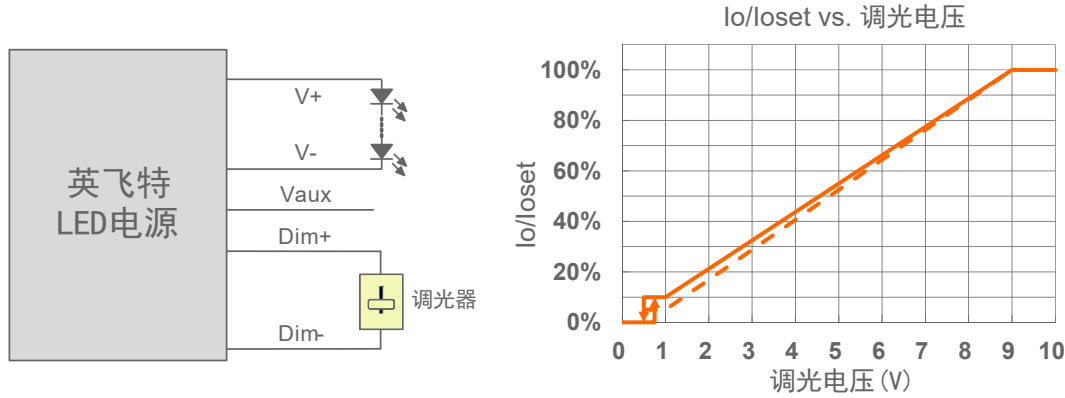 英飞特
LED电源
V+
V-
Vaux
Dim+
调光器
Dim-
Io/Ioset vs. 调光电压
Io/Ioset
100%
80%
60%
40%
20%
0%
0 1 2 3 4 5 6 7 8 9 10
调光电压(V)